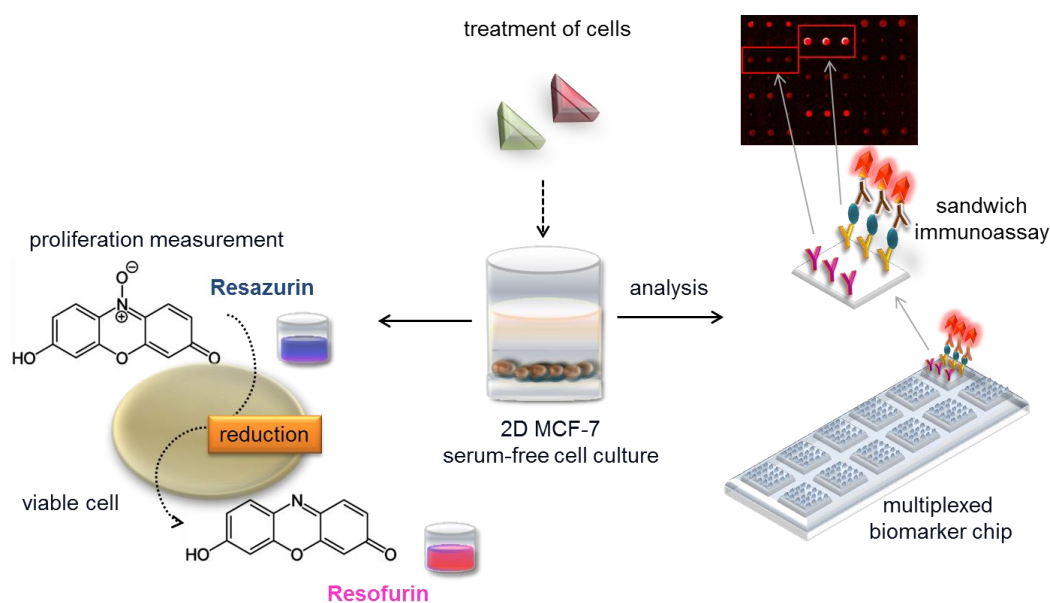 treatment of cells
sandwich
immunoassay
proliferation measurement
O
⊖
N
⊕
Resazurin
HO
O
O
analysis
reduction
2D MCF-7
serum-free cell culture
viable cell
N
HO
O
O
Resofurin
multiplexed
biomarker chip